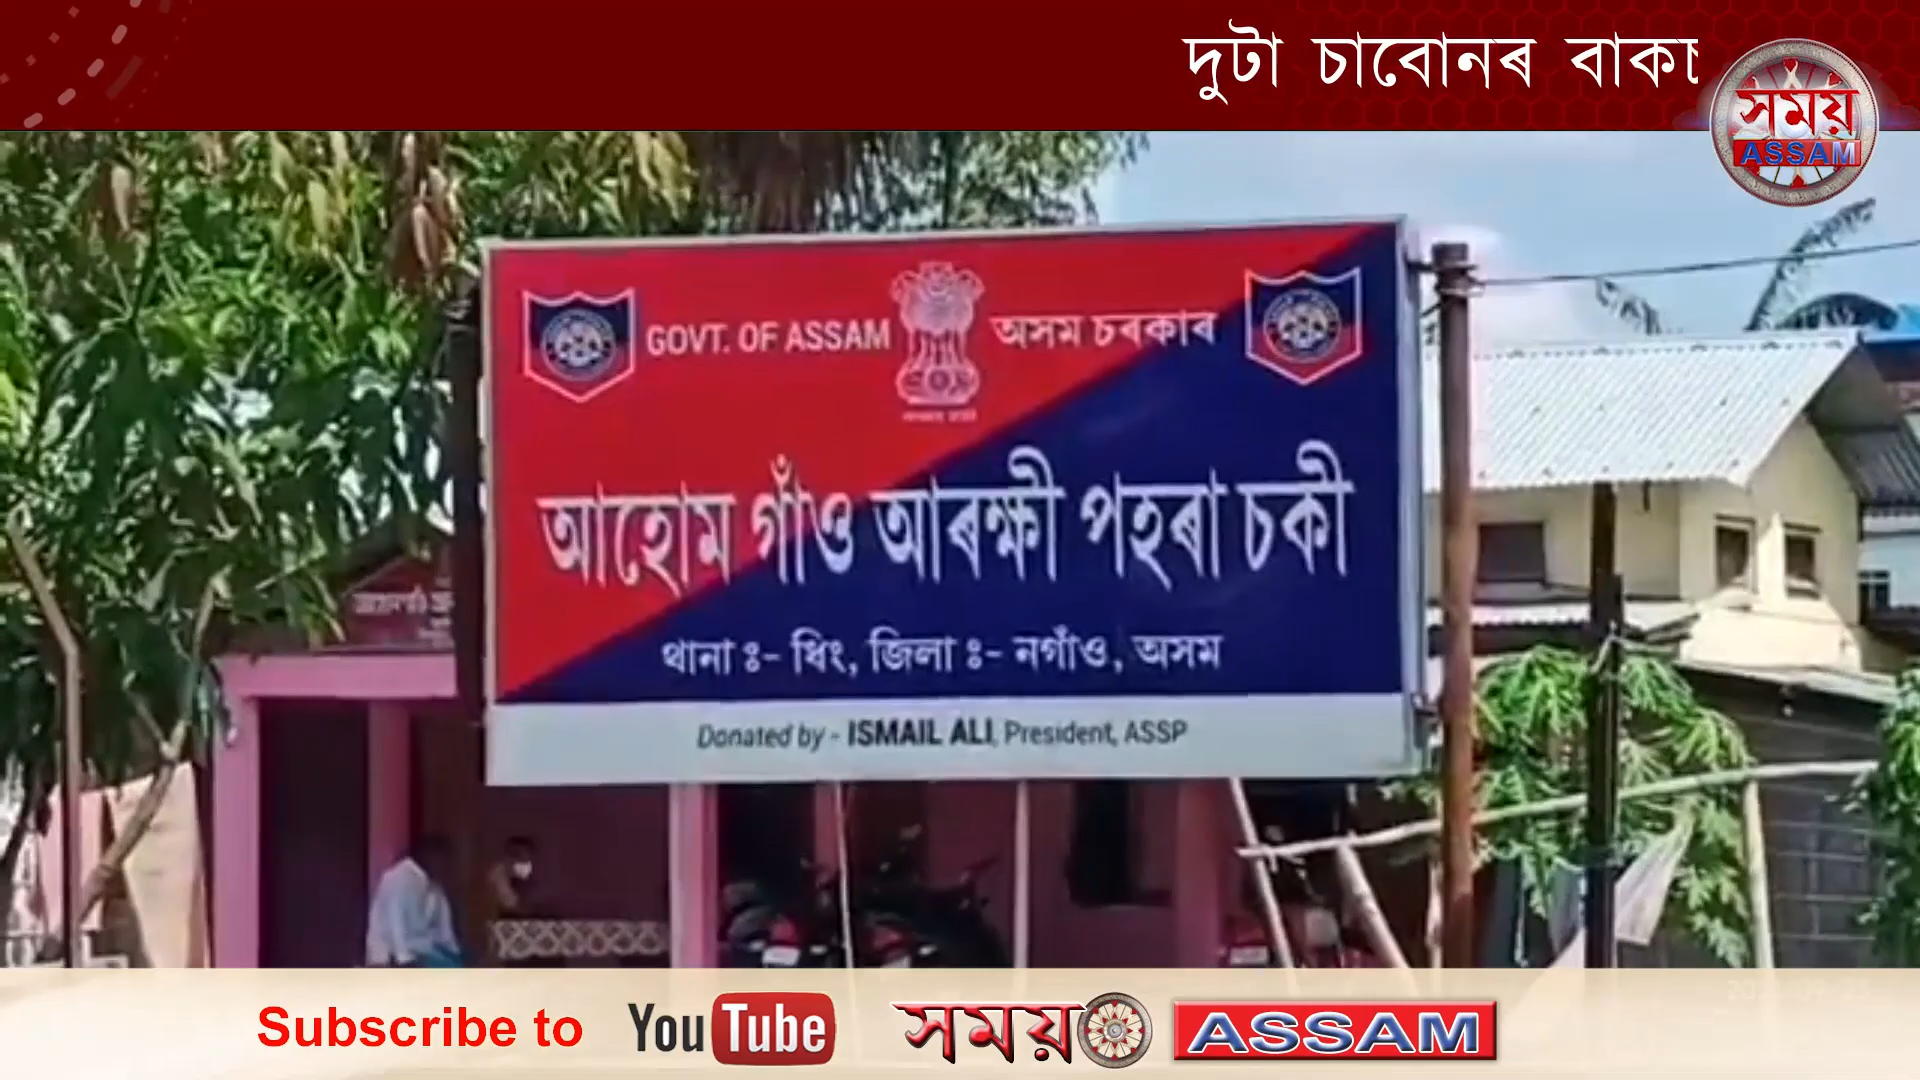 দুটা চাবোনৰ বাকচ
সময়
ASSAM
GOVT. OF ASSAM
অসম চৰকাৰ
আহোম গাঁও আৰক্ষী পহৰা চকী
থানা ঃ- ধিং, জিলা ঃ- নগাঁও, অসম
Donated by - ISMAIL ALI, President, ASSP
Subscribe to YouTube সময় ASSAM